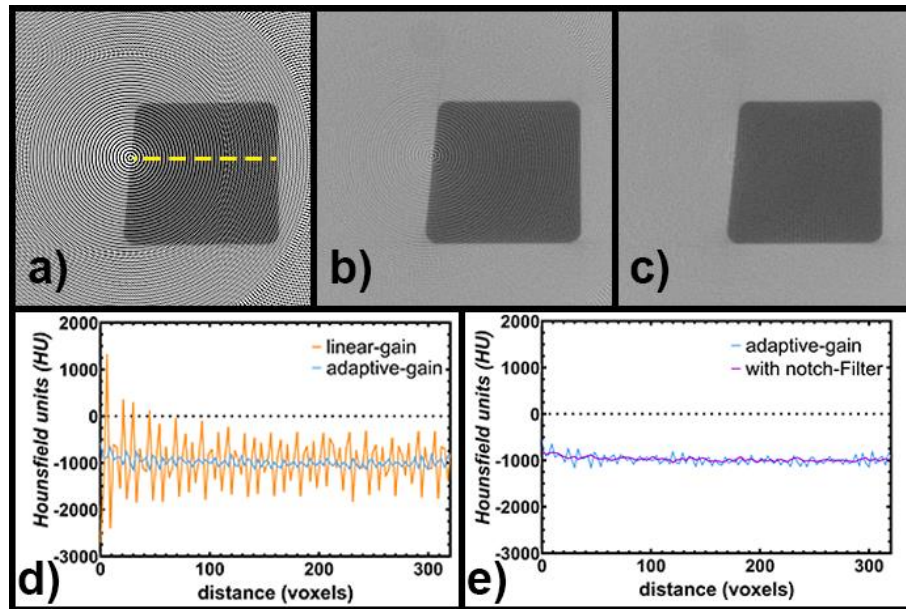 a)
b)
c)
2000
1000
0
-1000
-2000
-3000
Hounsfield units (HU)
linear-gain
adaptive-gain
0
100
200
300
distance (voxels)
d)
2000
1000
0
-1000
-2000
-3000
Hounsfield units (HU)
adaptive-gain
with notch-Filter
0
100
200
300
distance (voxels)
e)